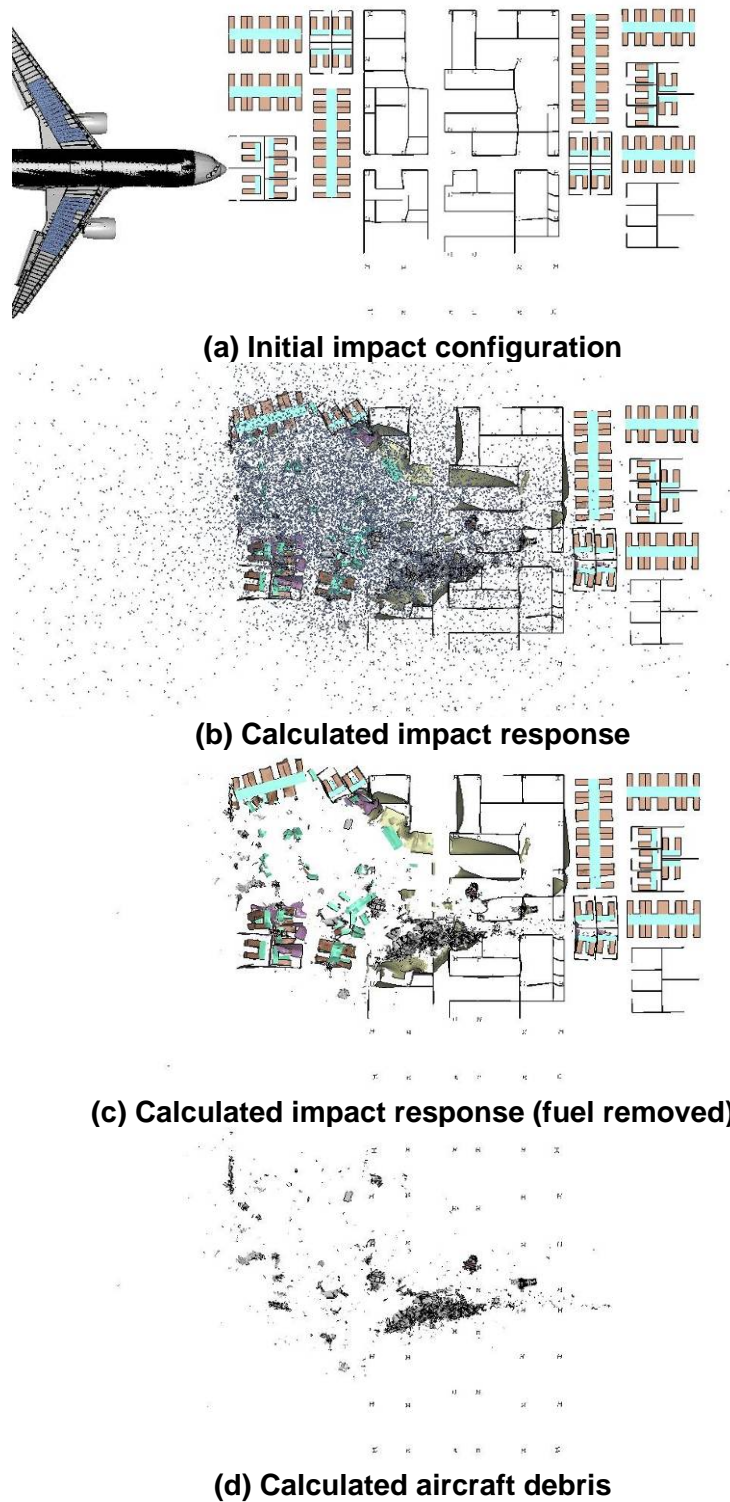 (a) Initial impact configuration
(b) Calculated impact response
(c) Calculated impact response (fuel removed)
(d) Calculated aircraft debris